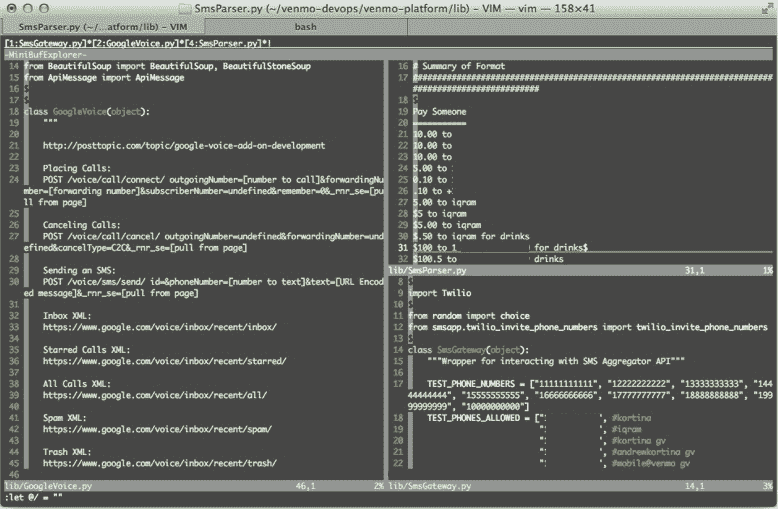 SmsParser.py (~/venmo-devops/venmo-platform/lib) - VIM — vim — 158×41
SmsParser.py (~/...atform/lib) - VIM
bash
[1:SmsGateway.py]*[2:GoogleVoice.py]*[4:SmsParser.py]*!
-MiniBufExplorer-
14 from BeautifulSoup import BeautifulSoup, BeautifulStoneSoup
15 from ApiMessage import ApiMessage
16
17
18 class GoogleVoice(object):
19 """
20
21 http://posttopic.com/topic/google-voice-add-on-development
22
23 Placing Calls:
24 POST /voice/call/connect/ outgoingNumber=[number to call]&forwardingNu
mber=[forwarding number]&subscriberNumber=undefined&remember=0&_rnr_se=[pu
ll from page]
25
26 Canceling Calls:
27 POST /voice/call/cancel/ outgoingNumber=undefined&forwardingNumber=und
efined&cancelType=C2C&_rnr_se=[pull from page]
28
29 Sending an SMS:
30 POST /voice/sms/send/ id=&phoneNumber=[number to text]&text=[URL Encod
ed message]&_rnr_se=[pull from page]
31
32 Inbox XML:
33 https://www.google.com/voice/inbox/recent/inbox/
34
35 Starred Calls XML:
36 https://www.google.com/voice/inbox/recent/starred/
37
38 All Calls XML:
39 https://www.google.com/voice/inbox/recent/all/
40
41 Spam XML:
42 https://www.google.com/voice/inbox/recent/spam/
43
44 Trash XML:
45 https://www.google.com/voice/inbox/recent/trash/
46
lib/GoogleVoice.py 46,1 2%
16 # Summary of Format
17 ##########################################################################
##########################
18
19 Pay Someone
20 ===========
21 10.00 to
22 10.00 to
23 10.00 to
24 5.00 to
25 0.10 to
26 .10 to +
27 5.00 to iqram
28 $5 to iqram
29 $5.00 to iqram
30 $.50 to iqram for drinks
31 $100 to 1 for drinks$
32 $100.5 to drinks
lib/SmsParser.py 31,1 1%
8
9 import Twilio
10
11 from random import choice
12 from smsapp.twilio_invite_phone_numbers import twilio_invite_phone_numbers
13
14 class SmsGateway(object):
15 """Wrapper for interacting with SMS Aggregator API"""
16
17 TEST_PHONE_NUMBERS = ["11111111111", "12222222222", "13333333333", "144
44444444", "15555555555", "16666666666", "17777777777", "18888888888", "199
99999999", "10000000000"]
18 TEST_PHONES_ALLOWED = [" ', #kortina
19 " ', #iqram
20 " ', #kortina gv
21 " ', #andrewkortina gv
22 " ', #mobile@venmo gv
lib/SmsGateway.py 14,1 3%
:let @/ = ""